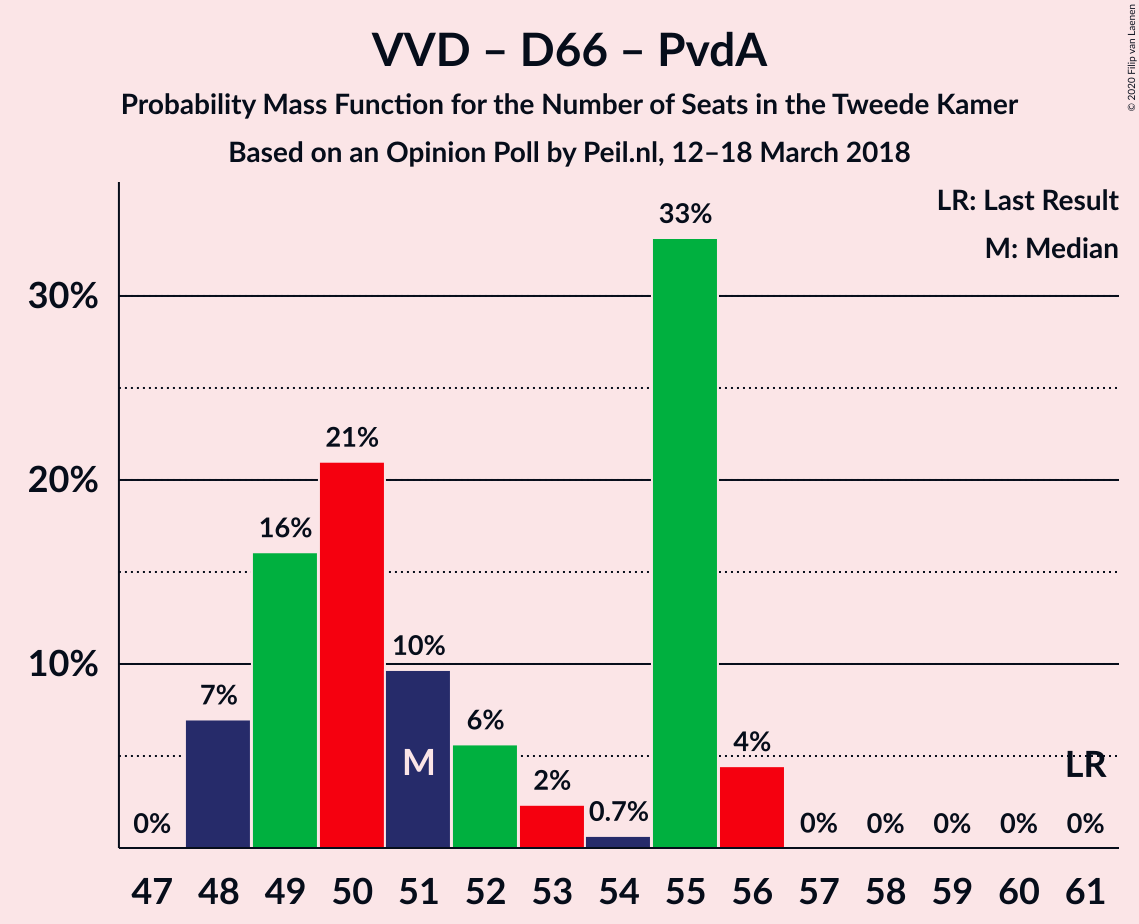 VVD – D66 – PvdA
Probability Mass Function for the Number of Seats in the Tweede Kamer
Based on an Opinion Poll by Peil.nl, 12–18 March 2018
© 2020 Filip van Laenen
LR: Last Result
M: Median
30%
20%
10%
0% 7% 16% 21% 10% 6% 2% 0.7% 33% 4% 0% 0% 0% 0% 0%
M
LR
47 48 49 50 51 52 53 54 55 56 57 58 59 60 61